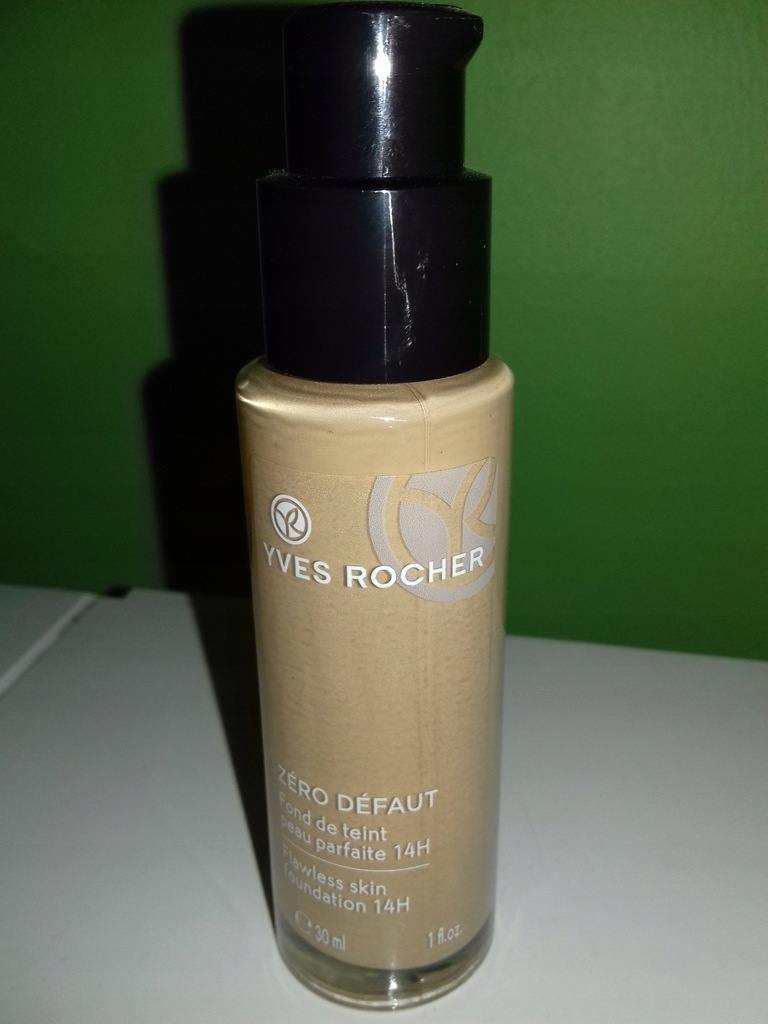 YVES ROCHER
ZÉRO DÉFAUT
Fond de teint
peau parfaite 14H
Flawless skin
foundation 14H
30 ml 1 fl.oz.